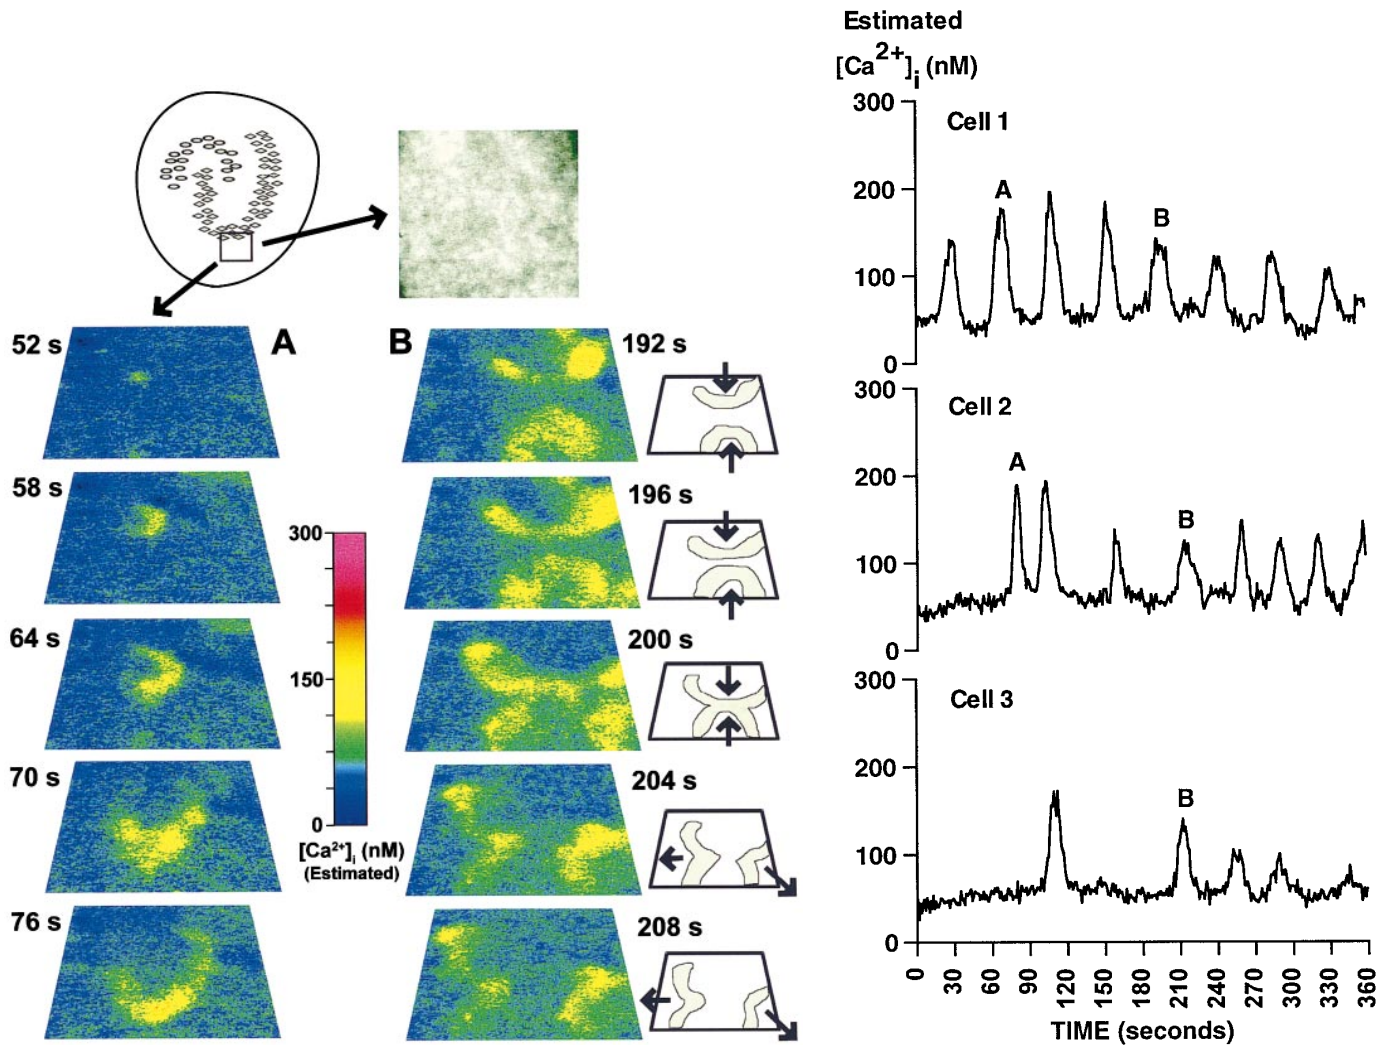 52 s
A
58 s
64 s
70 s
76 s
300
150
0
[Ca²⁺]ᵢ (nM)
(Estimated)
B
192 s
196 s
200 s
204 s
208 s
Estimated
[Ca²⁺]ᵢ (nM)
300
200
100
0
Cell 1
A
B
300
200
100
0
Cell 2
A
B
300
200
100
0
Cell 3
B
0 30 60 90 120 150 180 210 240 270 300 330 360
TIME (seconds)